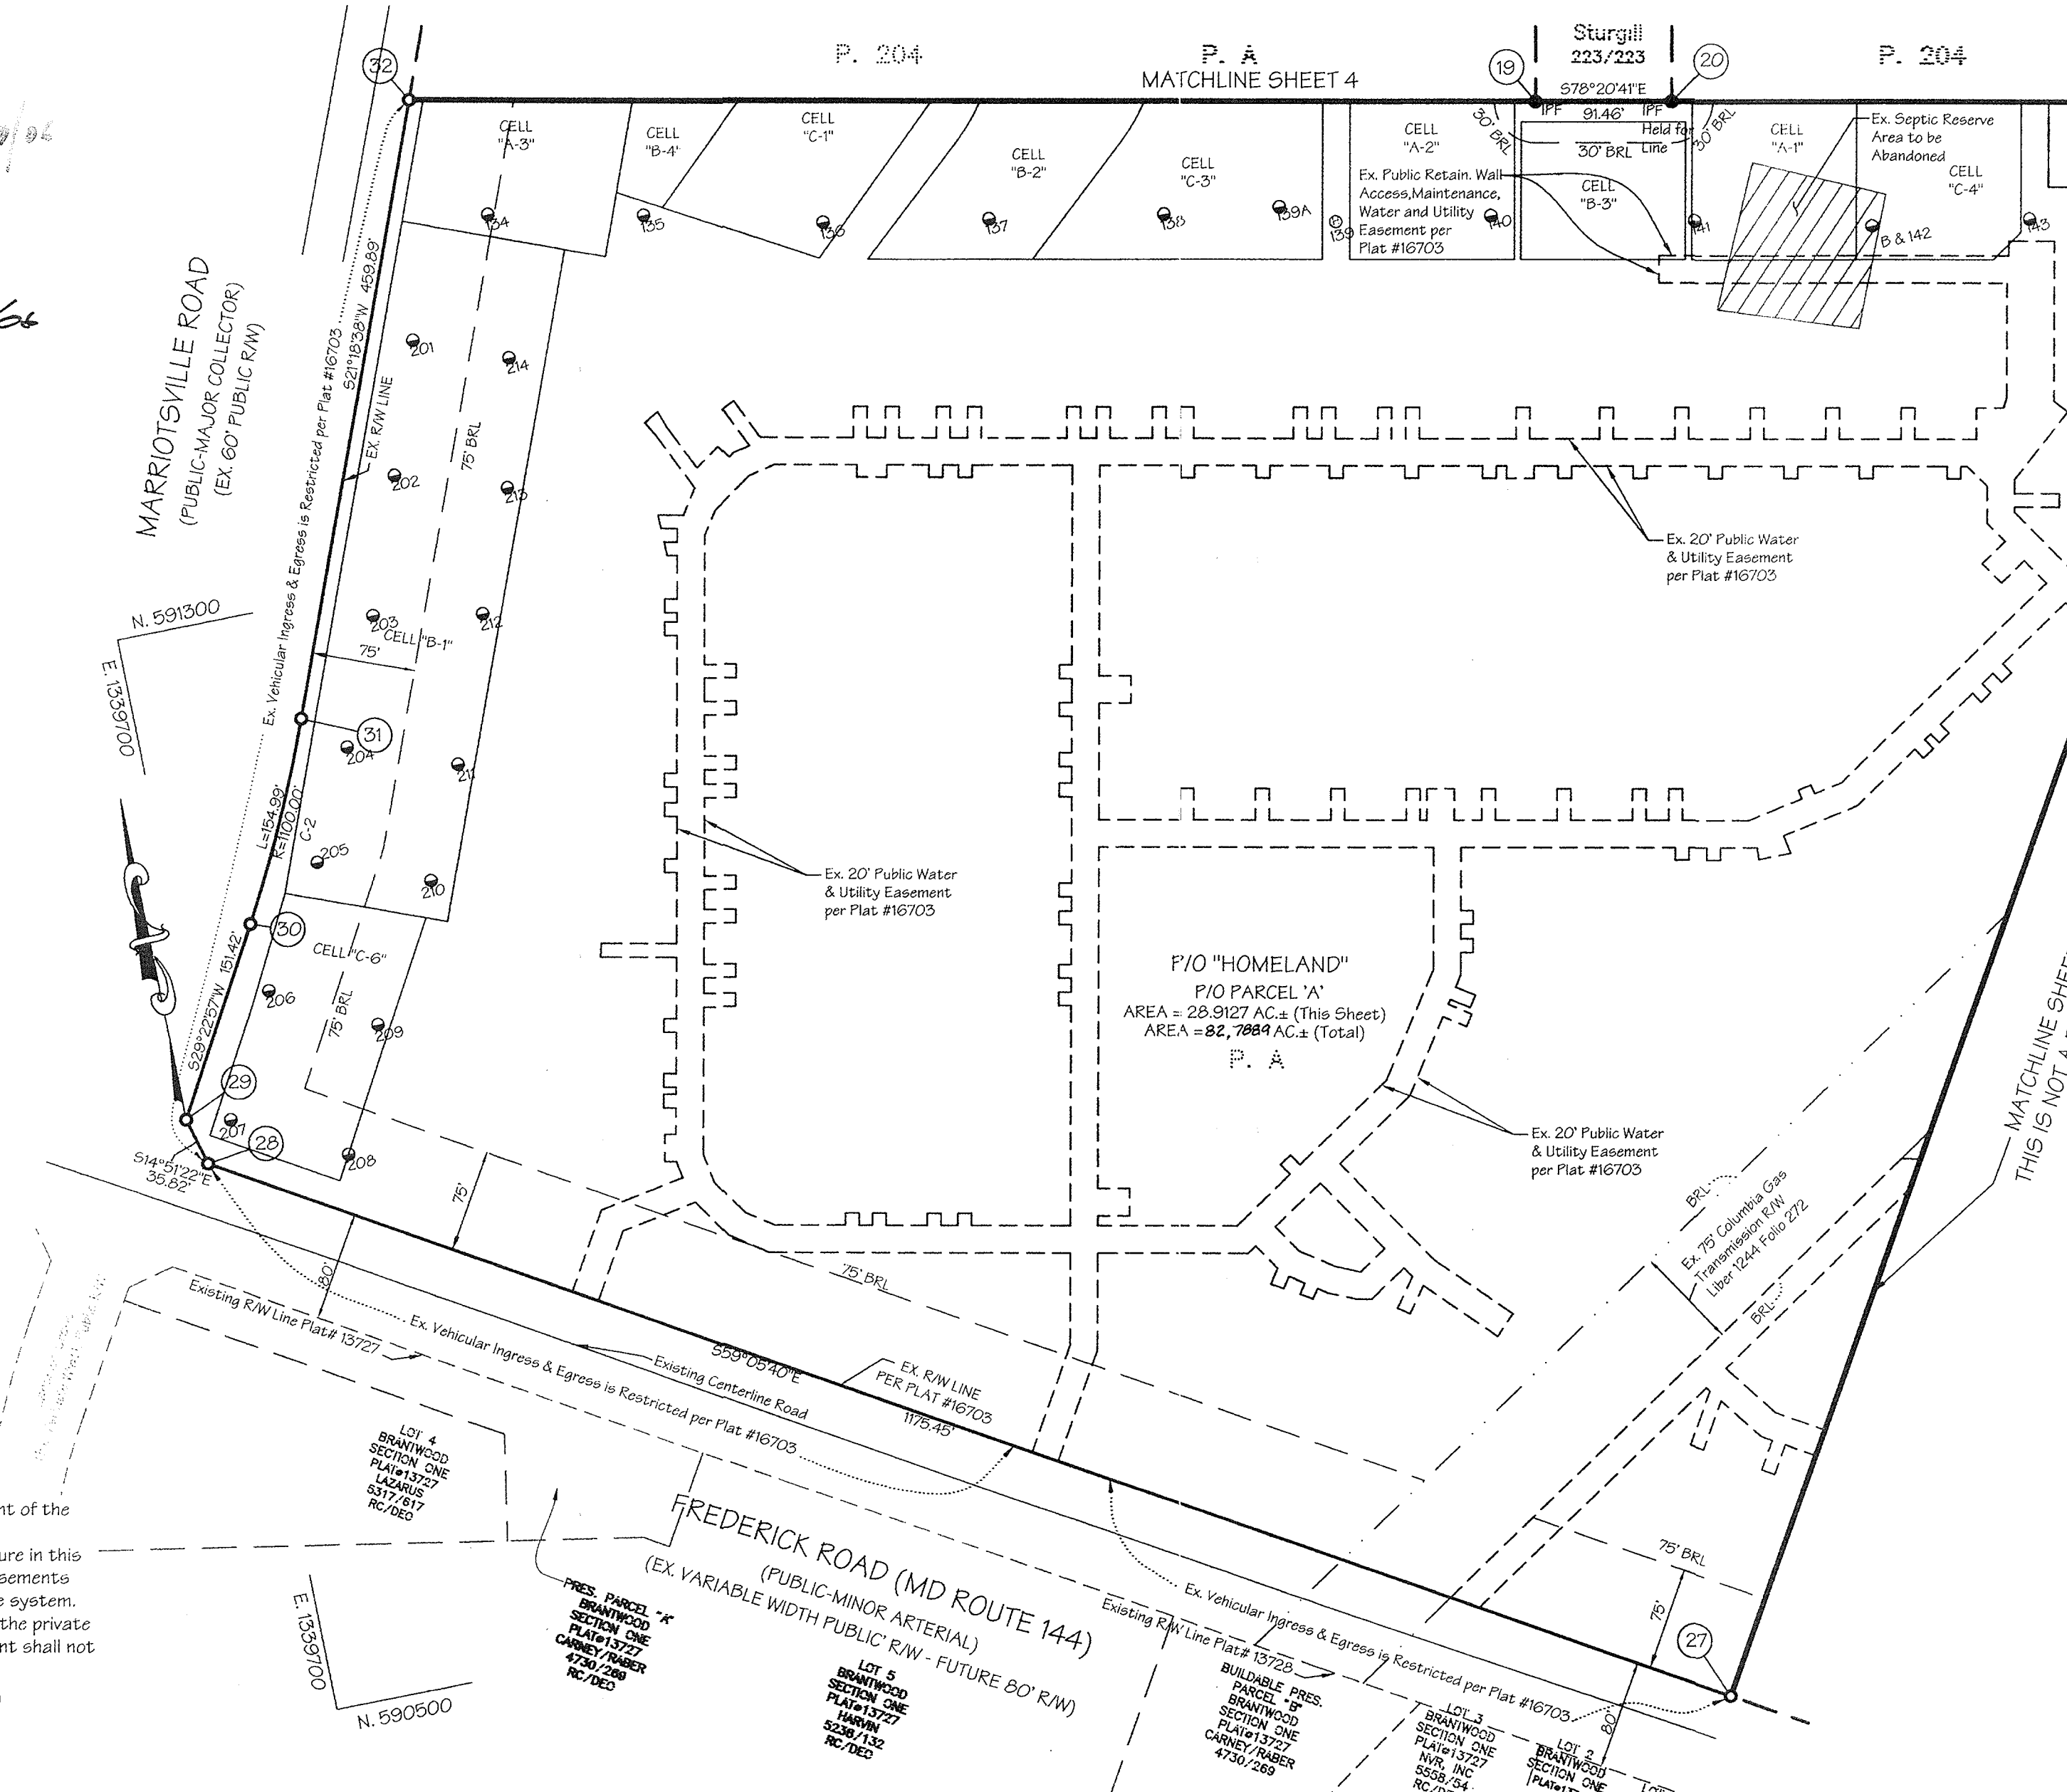 P. 204
P. A
MATCHLINE SHEET 4
Sturgill
223/223
P. 204
32
19
20
S78°20'41"E
IPF
91.46'
IPF
Held for
Line
30' BRL
30' BRL
30' BRL
CELL
"A-3"
CELL
"B-4"
CELL
"C-1"
CELL
"B-2"
CELL
"C-3"
CELL
"A-2"
CELL
"B-3"
CELL
"A-1"
CELL
"C-4"
Ex. Septic Reserve
Area to be
Abandoned
Ex. Public Retain. Wall
Access,Maintenance,
Water and Utility
Easement per
Plat #16703
134
135
136
137
138
139A
139
140
141
B & 142
143
MARRIOTSVILLE ROAD
(PUBLIC-MAJOR COLLECTOR)
(EX. 60' PUBLIC R/W)
Ex. Vehicular Ingress & Egress is Restricted per Plat #16703
S21°18'38"W 459.89'
EX. R/W LINE
75' BRL
201
214
202
213
203
212
CELL "B-1"
75'
N. 591300
E. 1339700
31
204
211
L=154.99'
R=1100.00'
C-2
205
210
30
CELL "C-6"
S29°22'57"W 151.42'
206
209
75' BRL
29
207
28
208
S14°51'22"E
35.82'
Ex. 20' Public Water
& Utility Easement
per Plat #16703
Ex. 20' Public Water
& Utility Easement
per Plat #16703
P/O "HOMELAND"
P/O PARCEL 'A'
AREA = 28.9127 AC.± (This Sheet)
AREA = 82.7889 AC.± (Total)
P. A
Ex. 20' Public Water
& Utility Easement
per Plat #16703
MATCHLINE SHEE
THIS IS NOT A
BRL
Ex. 75' Columbia Gas
Transmission R/W
Liber 1244 Folio 272
BRL
75'
80'
75' BRL
Existing R/W Line Plat# 13727
Ex. Vehicular Ingress & Egress is Restricted per Plat #16703
Existing Centerline Road
S59°05'40"E
1175.45'
EX. R/W LINE
PER PLAT #16703
75' BRL
75'
27
80'
Ex. Vehicular Ingress & Egress is Restricted per Plat #16703
Existing R/W Line Plat# 13728
FREDERICK ROAD (MD ROUTE 144)
(PUBLIC-MINOR ARTERIAL)
(EX. VARIABLE WIDTH PUBLIC' R/W - FUTURE 80' R/W)
LOT 4
BRANTWOOD
SECTION ONE
PLAT#13727
LAZARUS
5317/617
RC/DEO
PRES. PARCEL "A"
BRANTWOOD
SECTION ONE
PLAT#13727
CARNEY/RABER
4730/269
RC/DEO
LOT 5
BRANTWOOD
SECTION ONE
PLAT#13727
HARVIN
5238/132
RC/DEO
BUILDABLE PRES.
PARCEL "B"
BRANTWOOD
SECTION ONE
PLAT#13727
CARNEY/RABER
4730/269
LOT 3
BRANTWOOD
SECTION ONE
PLAT#13727
NVR, INC
5558/54
LOT 2
BRANTWOOD
SECTION ONE
E. 1339700
N. 590500
nt of the
ure in this
sements
e system.
the private
nt shall not